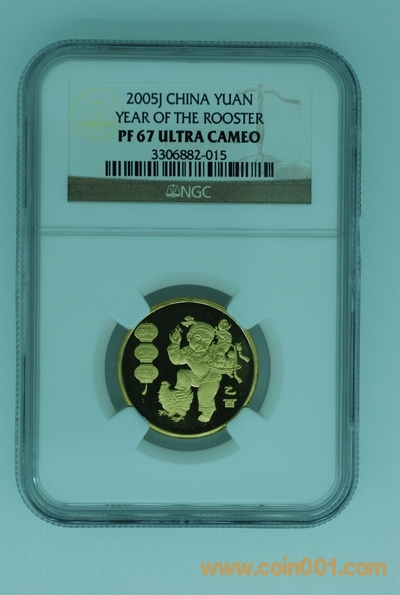 2005J CHINA YUAN
YEAR OF THE ROOSTER
PF 67 ULTRA CAMEO
3306882-015
NGC
乙
酉
www.coin001.com